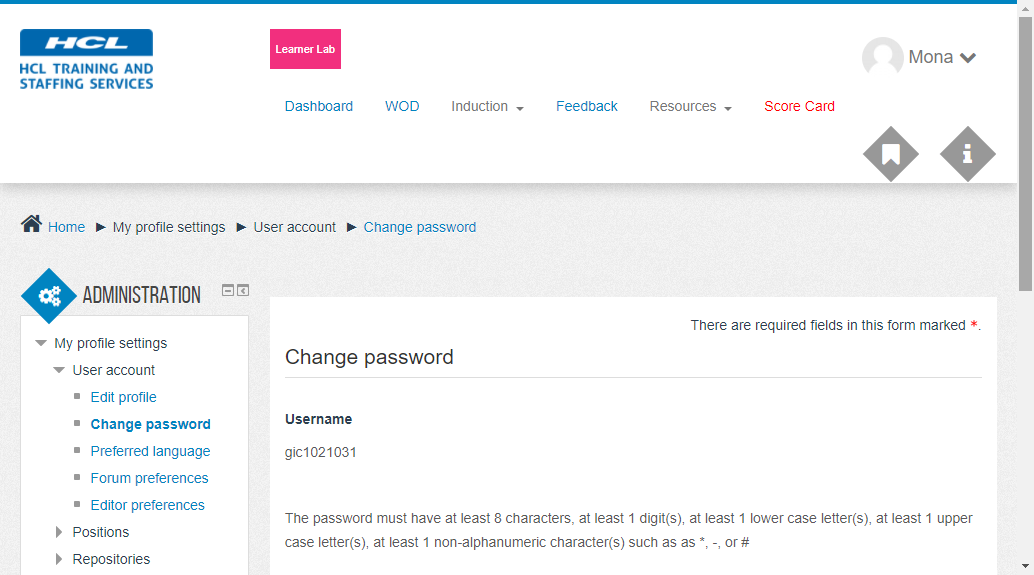 HCL
HCL TRAINING AND
STAFFING SERVICES
Learner Lab
Mona
Dashboard WOD Induction Feedback Resources Score Card
Home My profile settings User account Change password
ADMINISTRATION
My profile settings
User account
Edit profile
Change password
Preferred language
Forum preferences
Editor preferences
Positions
Repositories
There are required fields in this form marked *.
Change password
Username
gic1021031
The password must have at least 8 characters, at least 1 digit(s), at least 1 lower case letter(s), at least 1 upper
case letter(s), at least 1 non-alphanumeric character(s) such as as *, -, or #